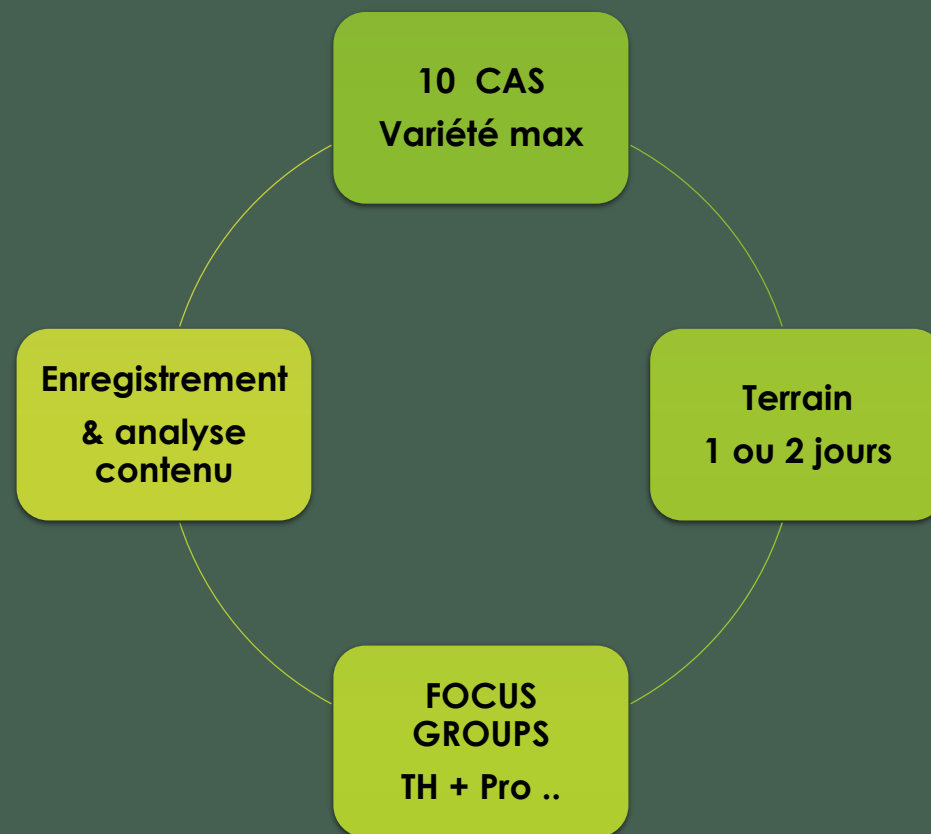 10 CAS
Variété max
Terrain
1 ou 2 jours
FOCUS
GROUPS
TH + Pro ..
Enregistrement
& analyse
contenu